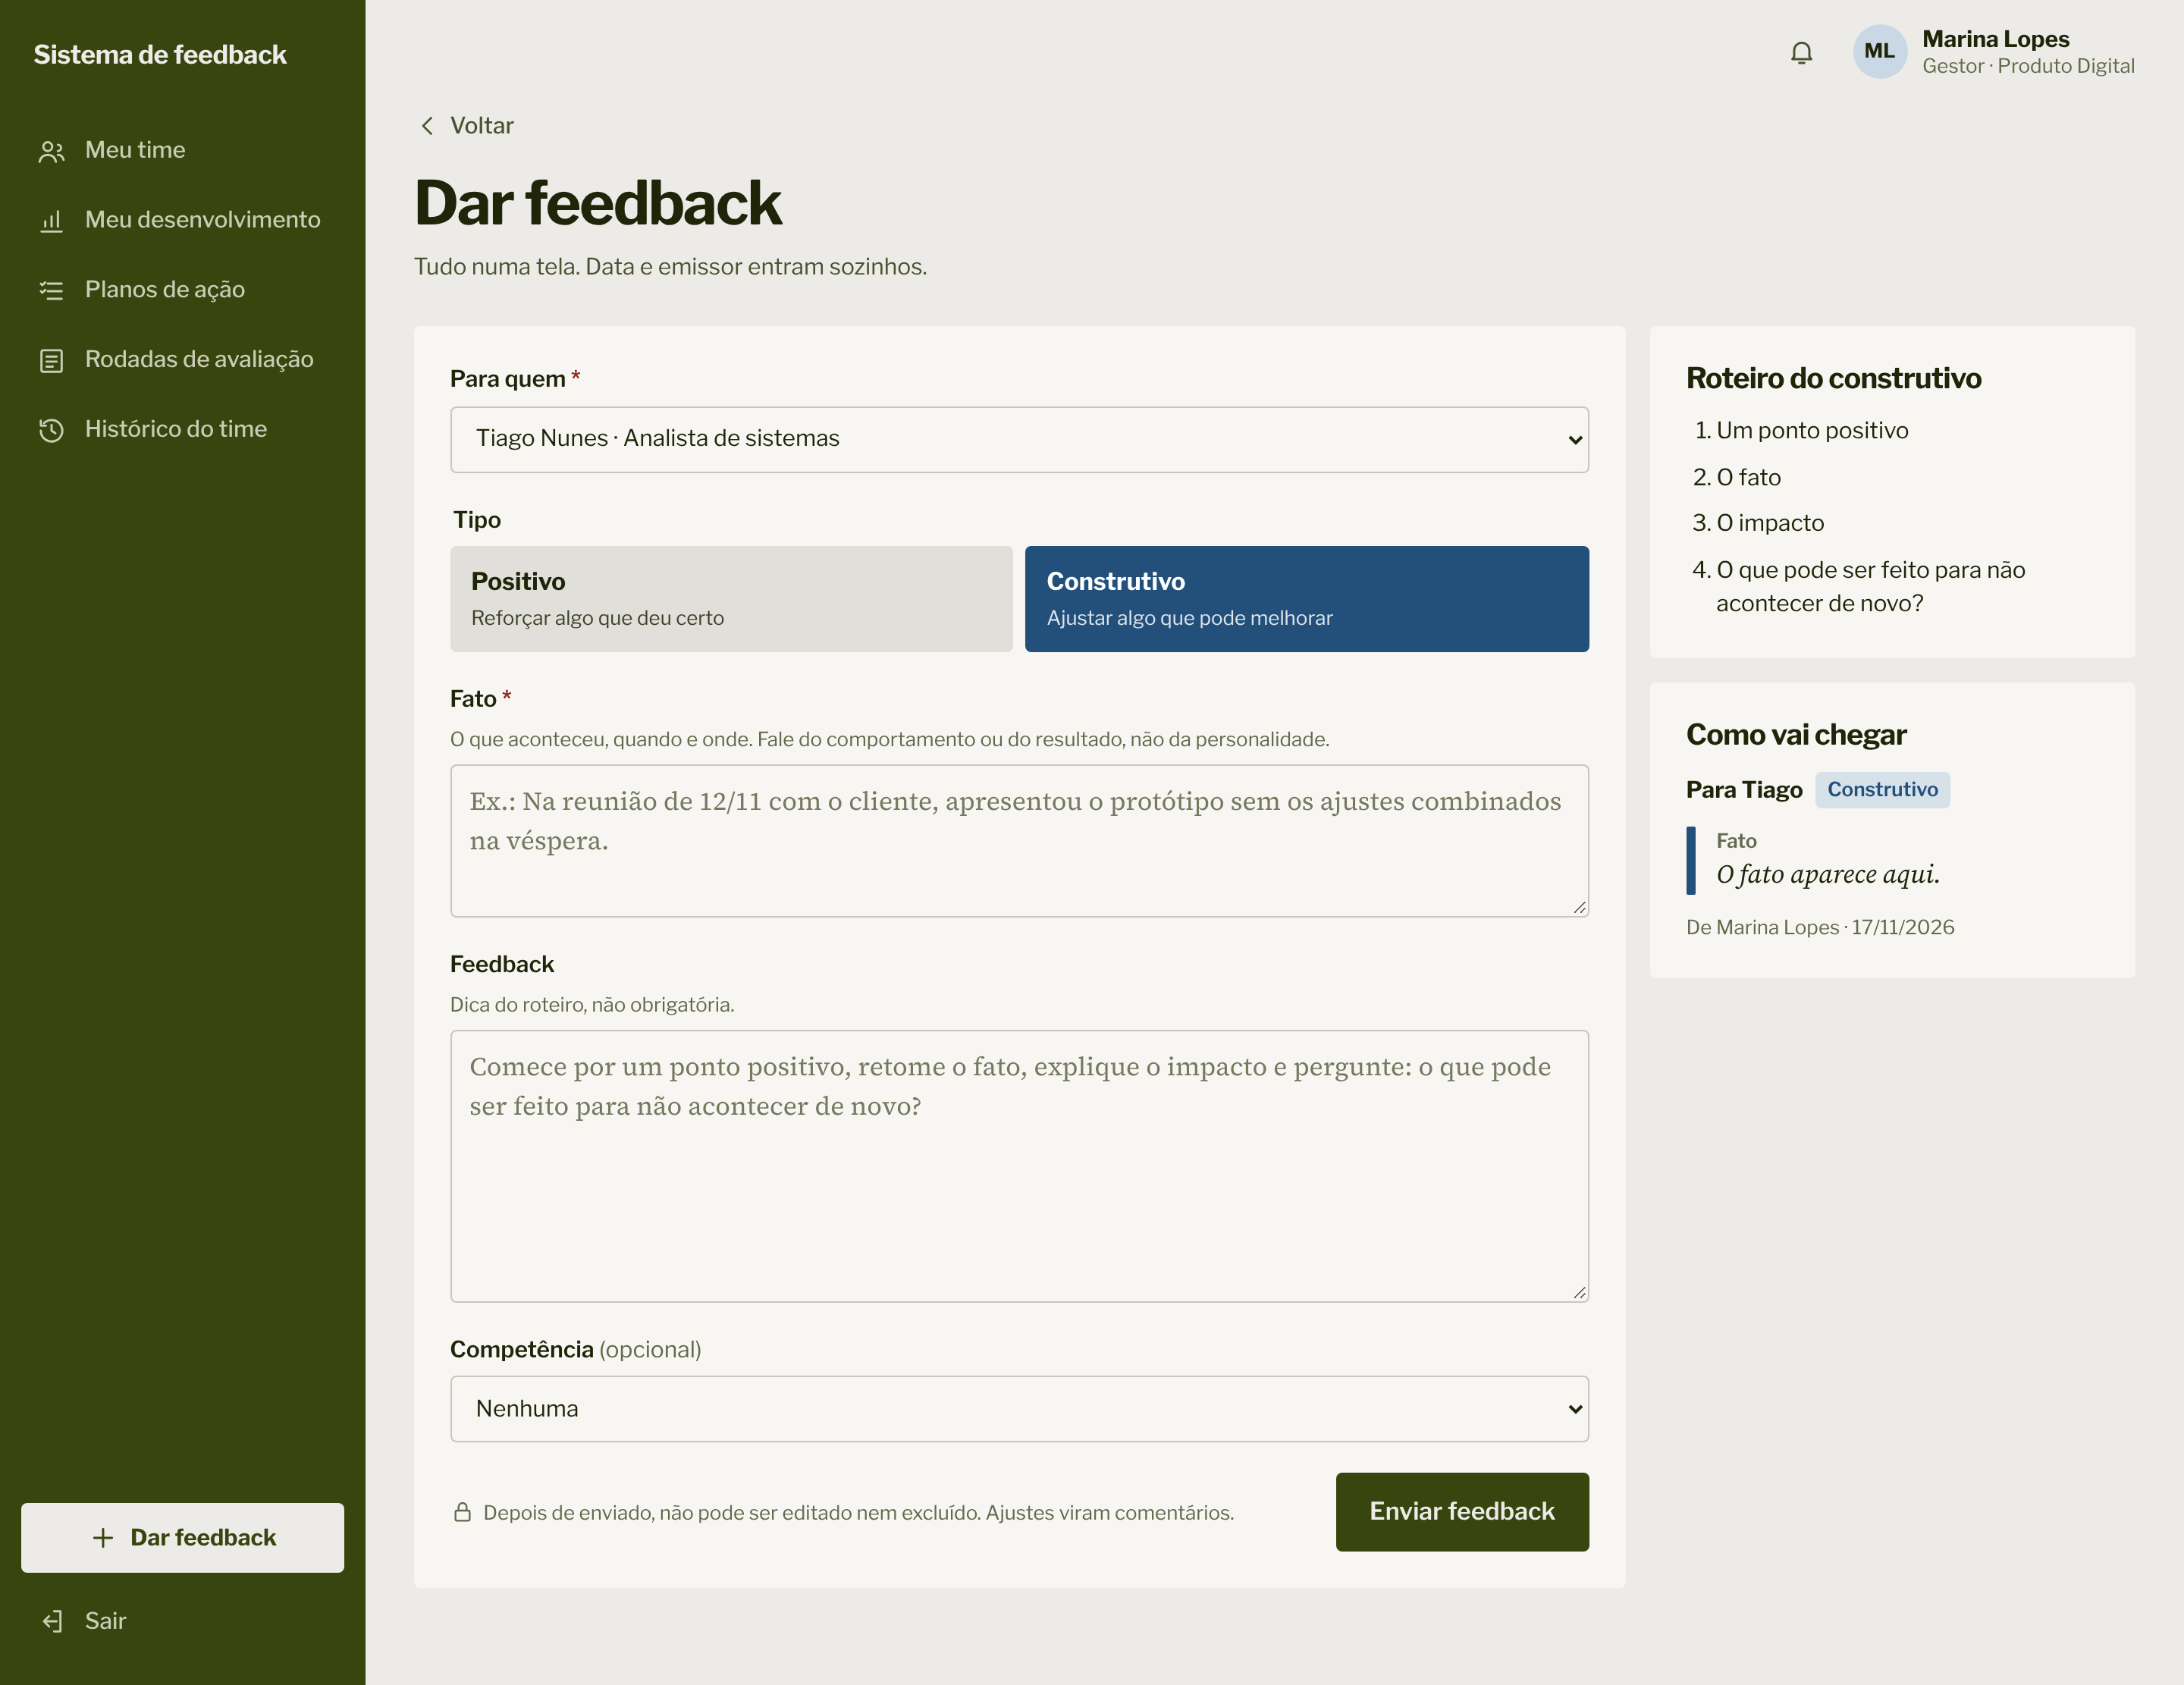 Sistema de feedback
Meu time
Meu desenvolvimento
Planos de ação
Rodadas de avaliação
Histórico do time
Dar feedback
Sair
ML
Marina Lopes
Gestor · Produto Digital
Voltar
Dar feedback
Tudo numa tela. Data e emissor entram sozinhos.
Para quem *
Tiago Nunes · Analista de sistemas
Tipo
Positivo
Reforçar algo que deu certo
Construtivo
Ajustar algo que pode melhorar
Fato *
O que aconteceu, quando e onde. Fale do comportamento ou do resultado, não da personalidade.
Ex.: Na reunião de 12/11 com o cliente, apresentou o protótipo sem os ajustes combinados
na véspera.
Feedback
Dica do roteiro, não obrigatória.
Comece por um ponto positivo, retome o fato, explique o impacto e pergunte: o que pode
ser feito para não acontecer de novo?
Competência (opcional)
Nenhuma
Depois de enviado, não pode ser editado nem excluído. Ajustes viram comentários.
Enviar feedback
Roteiro do construtivo
1. Um ponto positivo
2. O fato
3. O impacto
4. O que pode ser feito para não
acontecer de novo?
Como vai chegar
Para Tiago
Construtivo
Fato
O fato aparece aqui.
De Marina Lopes · 17/11/2026